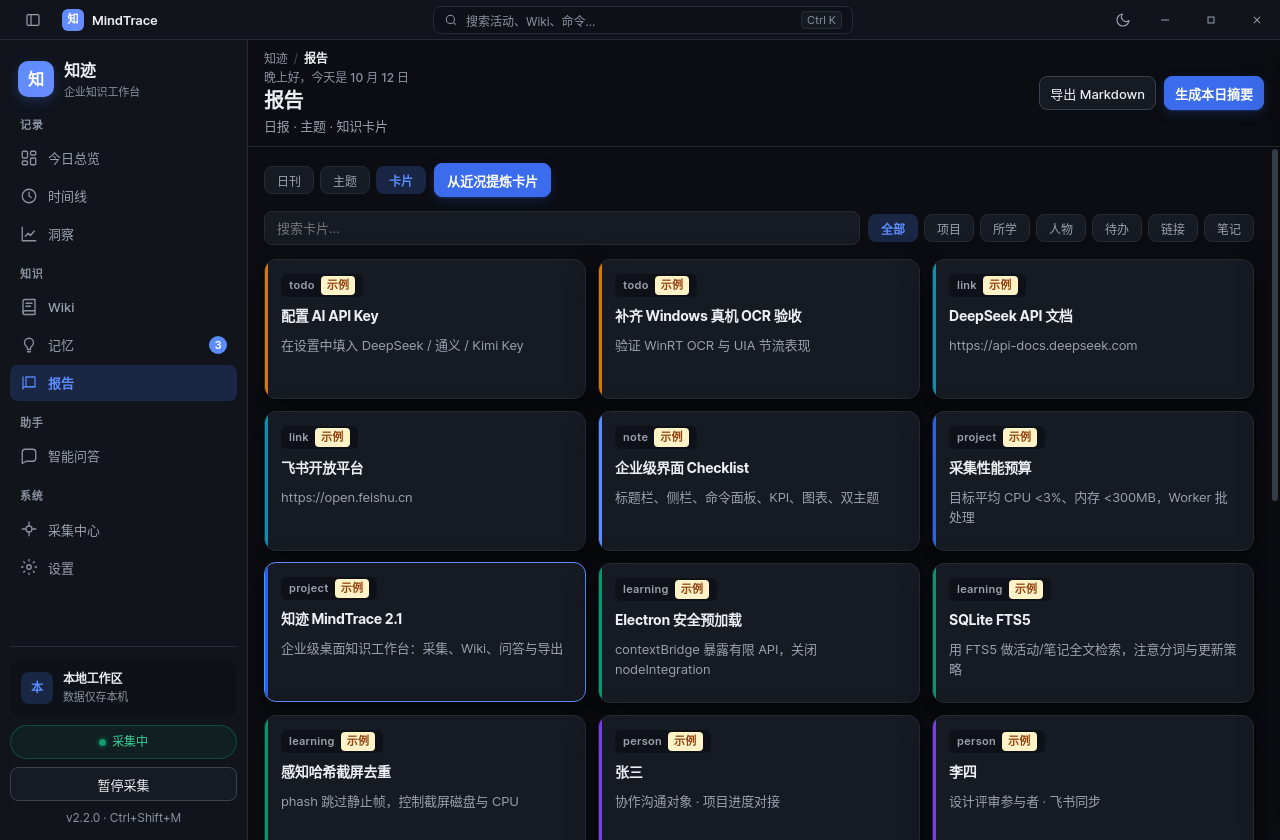 知
MindTrace
搜索活动、Wiki、命令...
Ctrl K
知
知迹
企业知识工作台
记录
今日总览
时间线
洞察
知识
Wiki
记忆
3
报告
助手
智能问答
系统
采集中心
设置
本
本地工作区
数据仅存本机
采集中
暂停采集
v2.2.0 · Ctrl+Shift+M
知迹 / 报告
晚上好，今天是 10 月 12 日
报告
日报 · 主题 · 知识卡片
导出 Markdown
生成本日摘要
日刊
主题
卡片
从近况提炼卡片
搜索卡片...
全部
项目
所学
人物
待办
链接
笔记
todo 示例
配置 AI API Key
在设置中填入 DeepSeek / 通义 / Kimi Key
todo 示例
补齐 Windows 真机 OCR 验收
验证 WinRT OCR 与 UIA 节流表现
link 示例
DeepSeek API 文档
https://api-docs.deepseek.com
link 示例
飞书开放平台
https://open.feishu.cn
note 示例
企业级界面 Checklist
标题栏、侧栏、命令面板、KPI、图表、双主题
project 示例
采集性能预算
目标平均 CPU <3%、内存 <300MB，Worker 批
处理
project 示例
知迹 MindTrace 2.1
企业级桌面知识工作台：采集、Wiki、问答与导出
learning 示例
Electron 安全预加载
contextBridge 暴露有限 API，关闭
nodeIntegration
learning 示例
SQLite FTS5
用 FTS5 做活动/笔记全文检索，注意分词与更新策
略
learning 示例
感知哈希截屏去重
phash 跳过静止帧，控制截屏磁盘与 CPU
person 示例
张三
协作沟通对象 · 项目进度对接
person 示例
李四
设计评审参与者 · 飞书同步